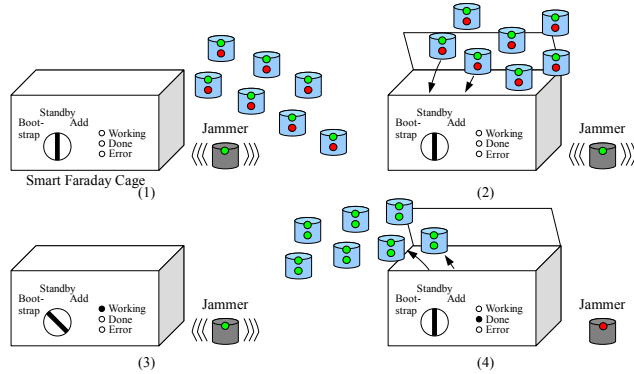 Standby
Boot-
strap
Add
Working
Done
Error
Jammer
Smart Faraday Cage
(1)
Standby
Boot-
strap
Add
Working
Done
Error
Jammer
(2)
Standby
Boot-
strap
Add
Working
Done
Error
Jammer
(3)
Standby
Boot-
strap
Add
Working
Done
Error
Jammer
(4)